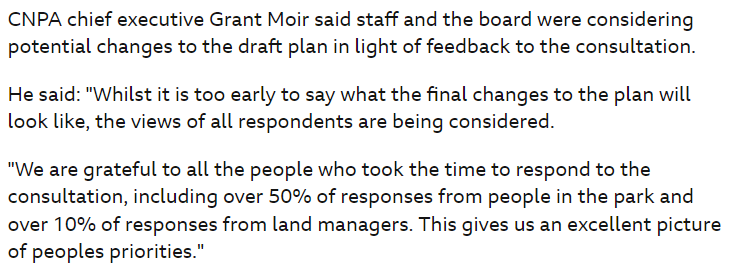 CNPA chief executive Grant Moir said staff and the board were considering
potential changes to the draft plan in light of feedback to the consultation.
He said: "Whilst it is too early to say what the final changes to the plan will
look like, the views of all respondents are being considered.
"We are grateful to all the people who took the time to respond to the
consultation, including over 50% of responses from people in the park and
over 10% of responses from land managers. This gives us an excellent picture
of peoples priorities."